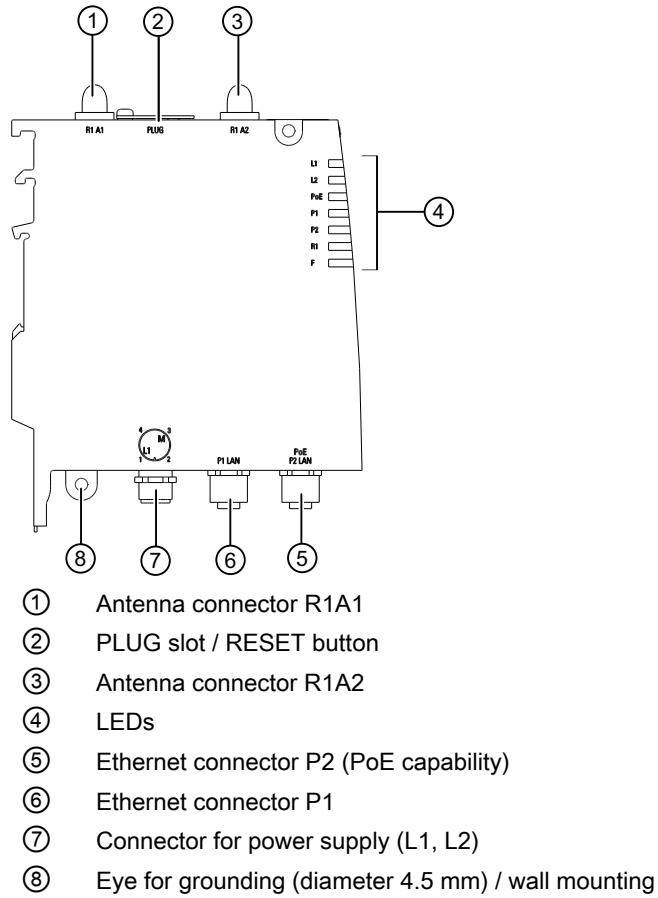 ① ② ③
R1 A1 PLUG R1 A2
L1
L2
PoE
P1
P2
R1
F
④
4 3
M
L1
1 2
P1 LAN
PoE
P2 LAN
⑧ ⑦ ⑥ ⑤
① Antenna connector R1A1
② PLUG slot / RESET button
③ Antenna connector R1A2
④ LEDs
⑤ Ethernet connector P2 (PoE capability)
⑥ Ethernet connector P1
⑦ Connector for power supply (L1, L2)
⑧ Eye for grounding (diameter 4.5 mm) / wall mounting